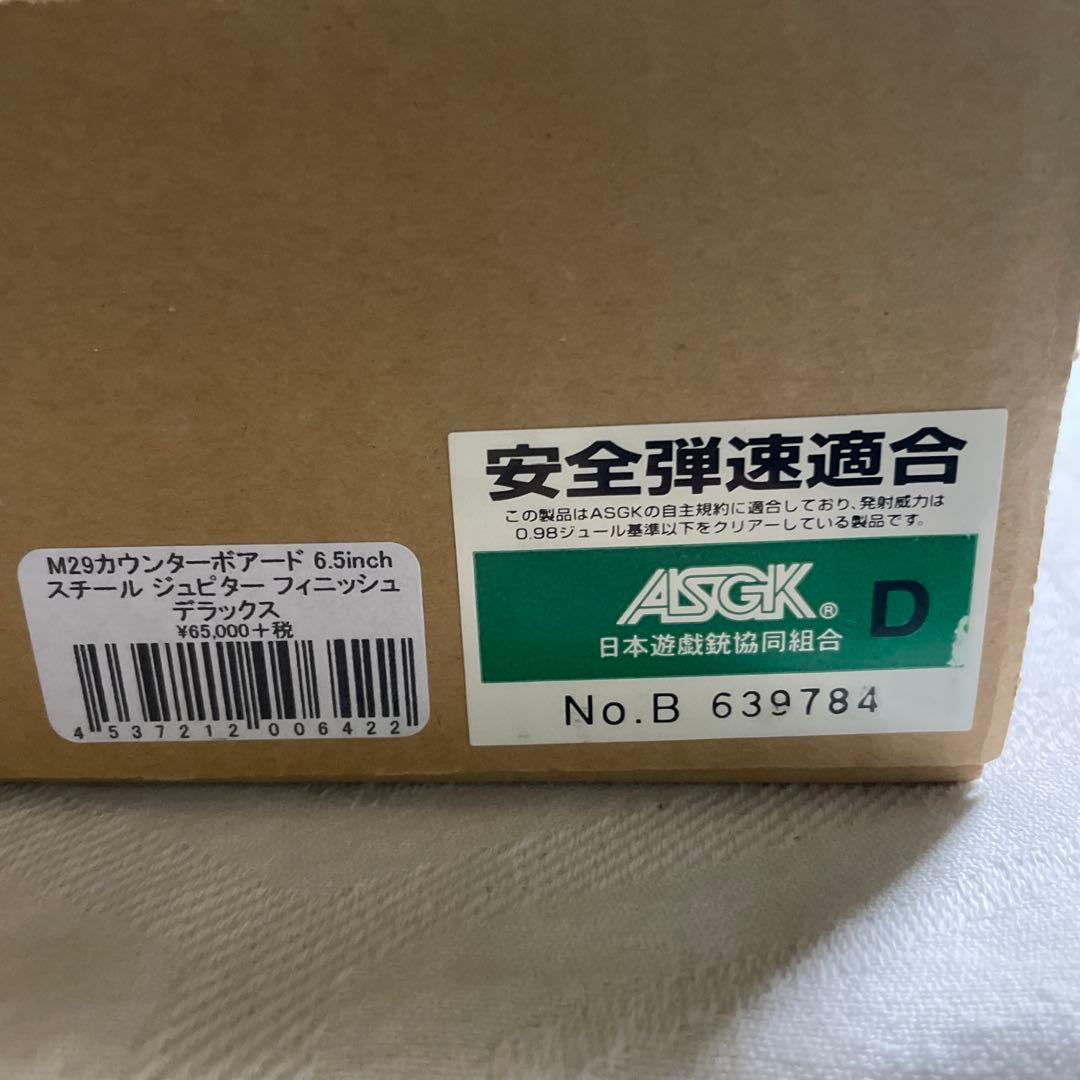 M29カウンターボアード 6.5inch
スチール ジュピター フィニッシュ
デラックス
¥65,000+税
4537212006422
安全弾速適合
この製品はASGKの自主規約に適合しており、発射威力は
0.98ジュール基準以下をクリアーしている製品です。
ASGK® D
日本遊戯銃協同組合
No.B 639784